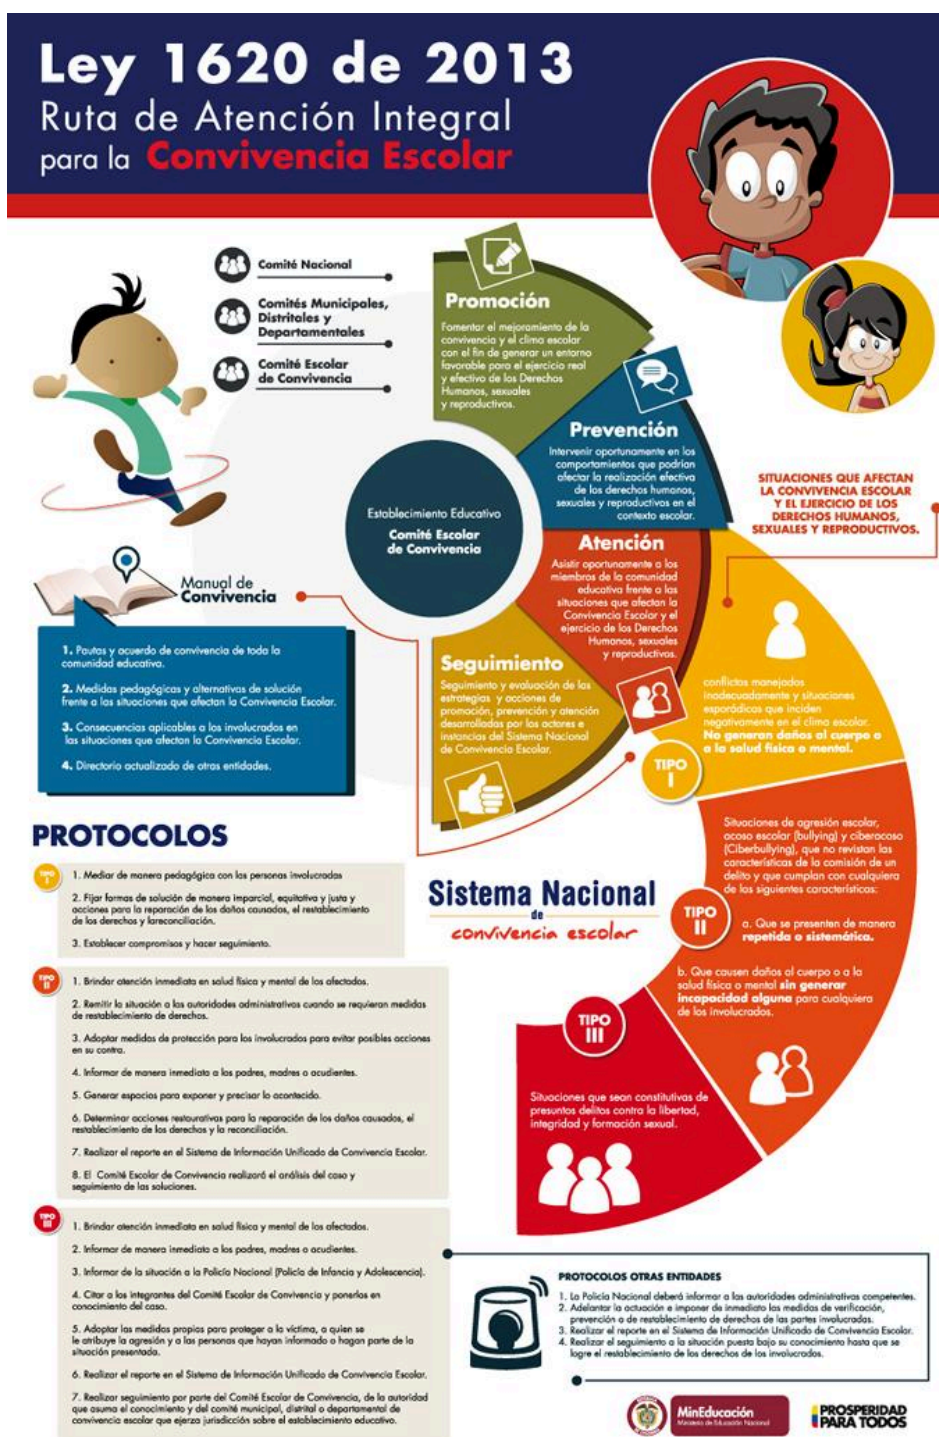 Ley 1620 de 2013
Ruta de Atención Integral
para la Convivencia Escolar
Comité Nacional
Comités Municipales,
Distritales y
Departamentales
Comité Escolar
de Convivencia
Promoción
Fomentar el mejoramiento de la
convivencia y el clima escolar
con el fin de generar un entorno
favorable para el ejercicio real
y efectivo de los Derechos
Humanos, sexuales
y reproductivos.
Prevención
Intervenir oportunamente en los
comportamientos que podrían
afectar la realización efectiva
de los derechos humanos,
sexuales y reproductivos en el
contexto escolar.
SITUACIONES QUE AFECTAN
LA CONVIVENCIA ESCOLAR
Y EL EJERCICIO DE LOS
DERECHOS HUMANOS,
SEXUALES Y REPRODUCTIVOS.
Establecimiento Educativo
Comité Escolar
de Convivencia
Atención
Asistir oportunamente a los
miembros de la comunidad
educativa frente a las
situaciones que afectan la
Convivencia Escolar y el
ejercicio de los Derechos
Humanos, sexuales
y reproductivos.
Manual de
Convivencia
1. Pautas y acuerdo de convivencia de toda la
comunidad educativa.
2. Medidas pedagógicas y alternativas de solución
frente a las situaciones que afectan la Convivencia Escolar.
3. Consecuencias aplicables a los involucrados en
las situaciones que afectan la Convivencia Escolar.
4. Directorio actualizado de otras entidades.
Seguimiento
Seguimiento y evaluación de las
estrategias y acciones de
promoción, prevención y atención
desarrolladas por los actores e
instancias del Sistema Nacional
de Convivencia Escolar.
conflictos manejados
inadecuadamente y situaciones
esporádicos que inciden
negativamente en el clima escolar.
No generan daños al cuerpo o
a la salud física o mental.
TIPO
I
Situaciones de agresión escolar,
acoso escolar (bullying) y ciberacoso
(Ciberbullying), que no revistan las
características de la comisión de un
delito y que cumplan con cualquiera
de los siguientes características:
TIPO
II
a. Que se presenten de manera
repetida o sistemática.
b. Que causen daños al cuerpo o a la
salud física o mental sin generar
incapacidad alguna para cualquiera
de los involucrados.
TIPO
III
Situaciones que sean constitutivas de
presuntos delitos contra la libertad,
integridad y formación sexual.
Sistema Nacional
de
convivencia escolar
PROTOCOLOS
TIPO
I
1. Mediar de manera pedagógica con las personas involucradas
2. Fijar formas de solución de manera imparcial, equitativa y justa y
acciones para la reparación de los daños causados, el restablecimiento
de los derechos y lareconciliación.
3. Establecer compromisos y hacer seguimiento.
TIPO
II
1. Brindar atención inmediata en salud física y mental de los afectados.
2. Remitir la situación a las autoridades administrativas cuando se requieran medidas
de restablecimiento de derechos.
3. Adoptar medidas de protección para los involucrados para evitar posibles acciones
en su contra.
4. Informar de manera inmediata a los padres, madres o acudientes.
5. Generar espacios para exponer y precisar lo acontecido.
6. Determinar acciones restaurativas para la reparación de los daños causados, el
restablecimiento de los derechos y la reconciliación.
7. Realizar el reporte en el Sistema de Información Unificado de Convivencia Escolar.
8. El Comité Escolar de Convivencia realizará el análisis del caso y
seguimiento de las soluciones.
TIPO
III
1. Brindar atención inmediata en salud física y mental de los afectados.
2. Informar de manera inmediata a los padres, madres o acudientes.
3. Informar de la situación a la Policía Nacional (Policía de Infancia y Adolescencia).
4. Citar a los integrantes del Comité Escolar de Convivencia y ponerlos en
conocimiento del caso.
5. Adoptar las medidas propias para proteger a la víctima, a quien se
le atribuye la agresión y a las personas que hayan informado o hagan parte de la
situación presentada.
6. Realizar el reporte en el Sistema de Información Unificado de Convivencia Escolar.
7. Realizar seguimiento por parte del Comité Escolar de Convivencia, de la autoridad
que asuma el conocimiento y del comité municipal, distrital o departamental de
convivencia escolar que ejerza jurisdicción sobre el establecimiento educativo.
PROTOCOLOS OTRAS ENTIDADES
1. La Policía Nacional deberá informar a las autoridades administrativas competentes.
2. Adelantar la actuación e imponer de inmediato las medidas de verificación,
prevención o de restablecimiento de derechos de las partes involucradas.
3. Realizar el reporte en el Sistema de Información Unificado de Convivencia Escolar.
4. Realizar el seguimiento a la situación puesta bajo su conocimiento hasta que se
logre el restablecimiento de los derechos de los involucrados.
MinEducación
Ministerio de Educación Nacional
PROSPERIDAD
PARA TODOS